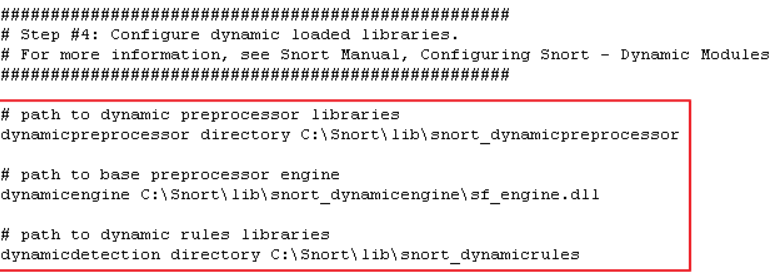 ###################################################
# Step #4: Configure dynamic loaded libraries.
# For more information, see Snort Manual, Configuring Snort - Dynamic Modules
###################################################
# path to dynamic preprocessor libraries
dynamicpreprocessor directory C:\Snort\lib\snort_dynamicpreprocessor
# path to base preprocessor engine
dynamicengine C:\Snort\lib\snort_dynamicengine\sf_engine.dll
# path to dynamic rules libraries
dynamicdetection directory C:\Snort\lib\snort_dynamicrules